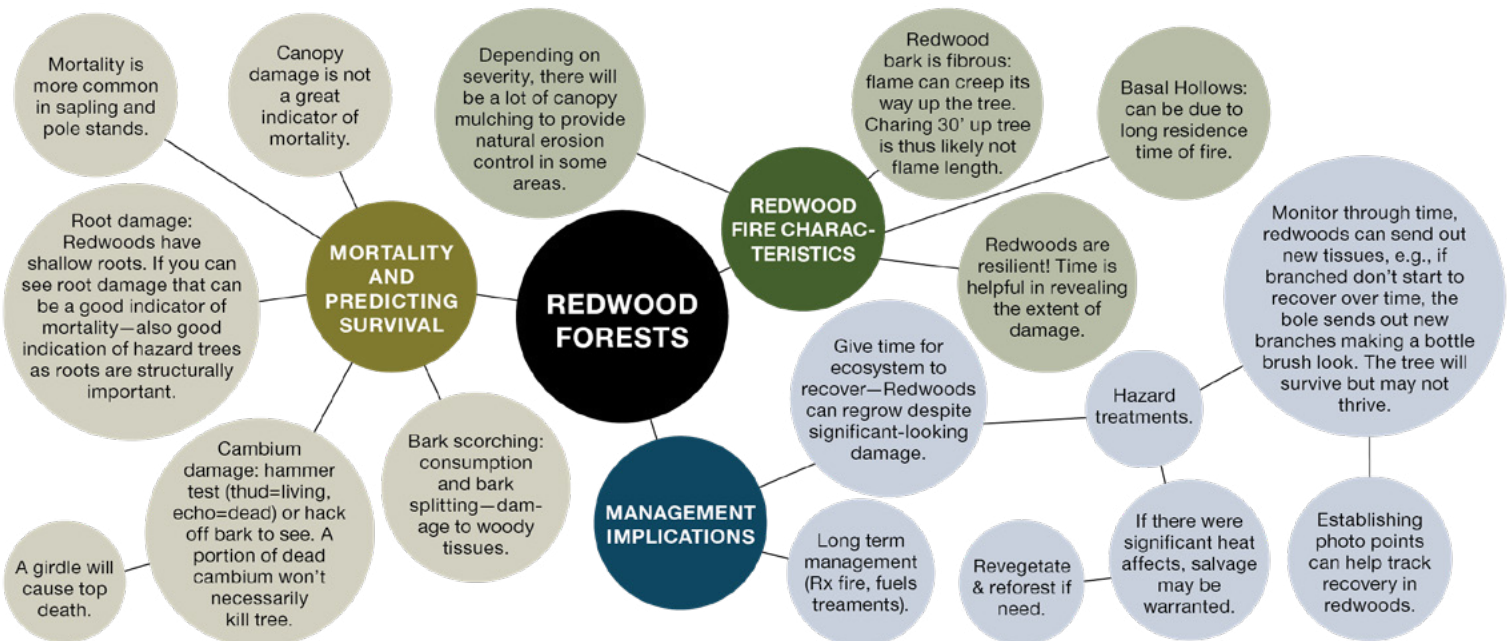 Mortality is
more common
in sapling and
pole stands.
Canopy
damage is not
a great
indicator of
mortality.
Root damage:
Redwoods have
shallow roots. If you can
see root damage that can
be a good indicator of
mortality—also good
indication of hazard trees
as roots are structurally
important.
MORTALITY
AND
PREDICTING
SURVIVAL
Cambium
damage: hammer
test (thud=living,
echo=dead) or hack
off bark to see. A
portion of dead
cambium won't
necessarily
kill tree.
A girdle will
cause top
death.
Bark scorching:
consumption
and bark
splitting—dam-
age to woody
tissues.
REDWOOD
FORESTS
Depending on
severity, there will
be a lot of canopy
mulching to provide
natural erosion
control in some
areas.
REDWOOD
FIRE CHARAC-
TERISTICS
Redwood
bark is fibrous:
flame can creep its
way up the tree.
Charing 30' up tree
is thus likely not
flame length.
Basal Hollows:
can be due to
long residence
time of fire.
Redwoods are
resilient! Time is
helpful in revealing
the extent of
damage.
MANAGEMENT
IMPLICATIONS
Give time for
ecosystem to
recover—Redwoods
can regrow despite
significant-looking
damage.
Long term
management
(Rx fire, fuels
treaments).
Hazard
treatments.
Monitor through time,
redwoods can send out
new tissues, e.g., if
branched don't start to
recover over time, the
bole sends out new
branches making a bottle
brush look. The tree will
survive but may not
thrive.
If there were
significant heat
affects, salvage
may be
warranted.
Revegetate
& reforest if
need.
Establishing
photo points
can help track
recovery in
redwoods.